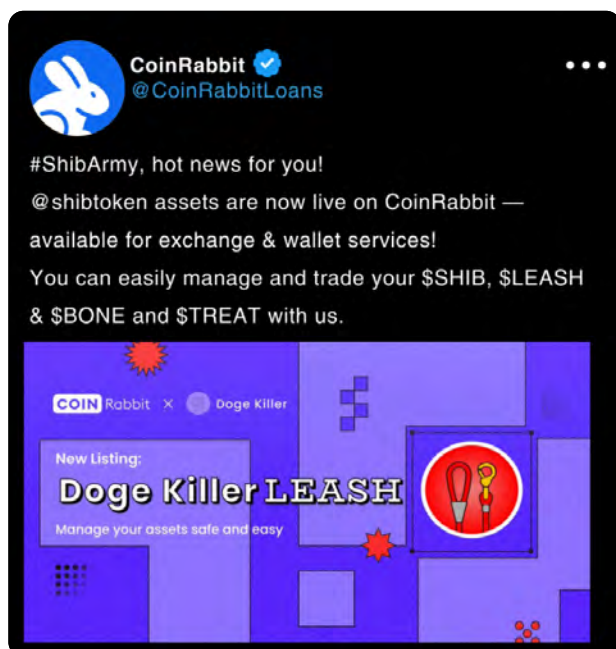 CoinRabbit
@CoinRabbitLoans
#ShibArmy, hot news for you!
@shibtoken assets are now live on CoinRabbit —
available for exchange & wallet services!
You can easily manage and trade your $SHIB, $LEASH
& $BONE and $TREAT with us.
COIN Rabbit × Doge Killer
New Listing:
Doge Killer LEASH
Manage your assets safe and easy